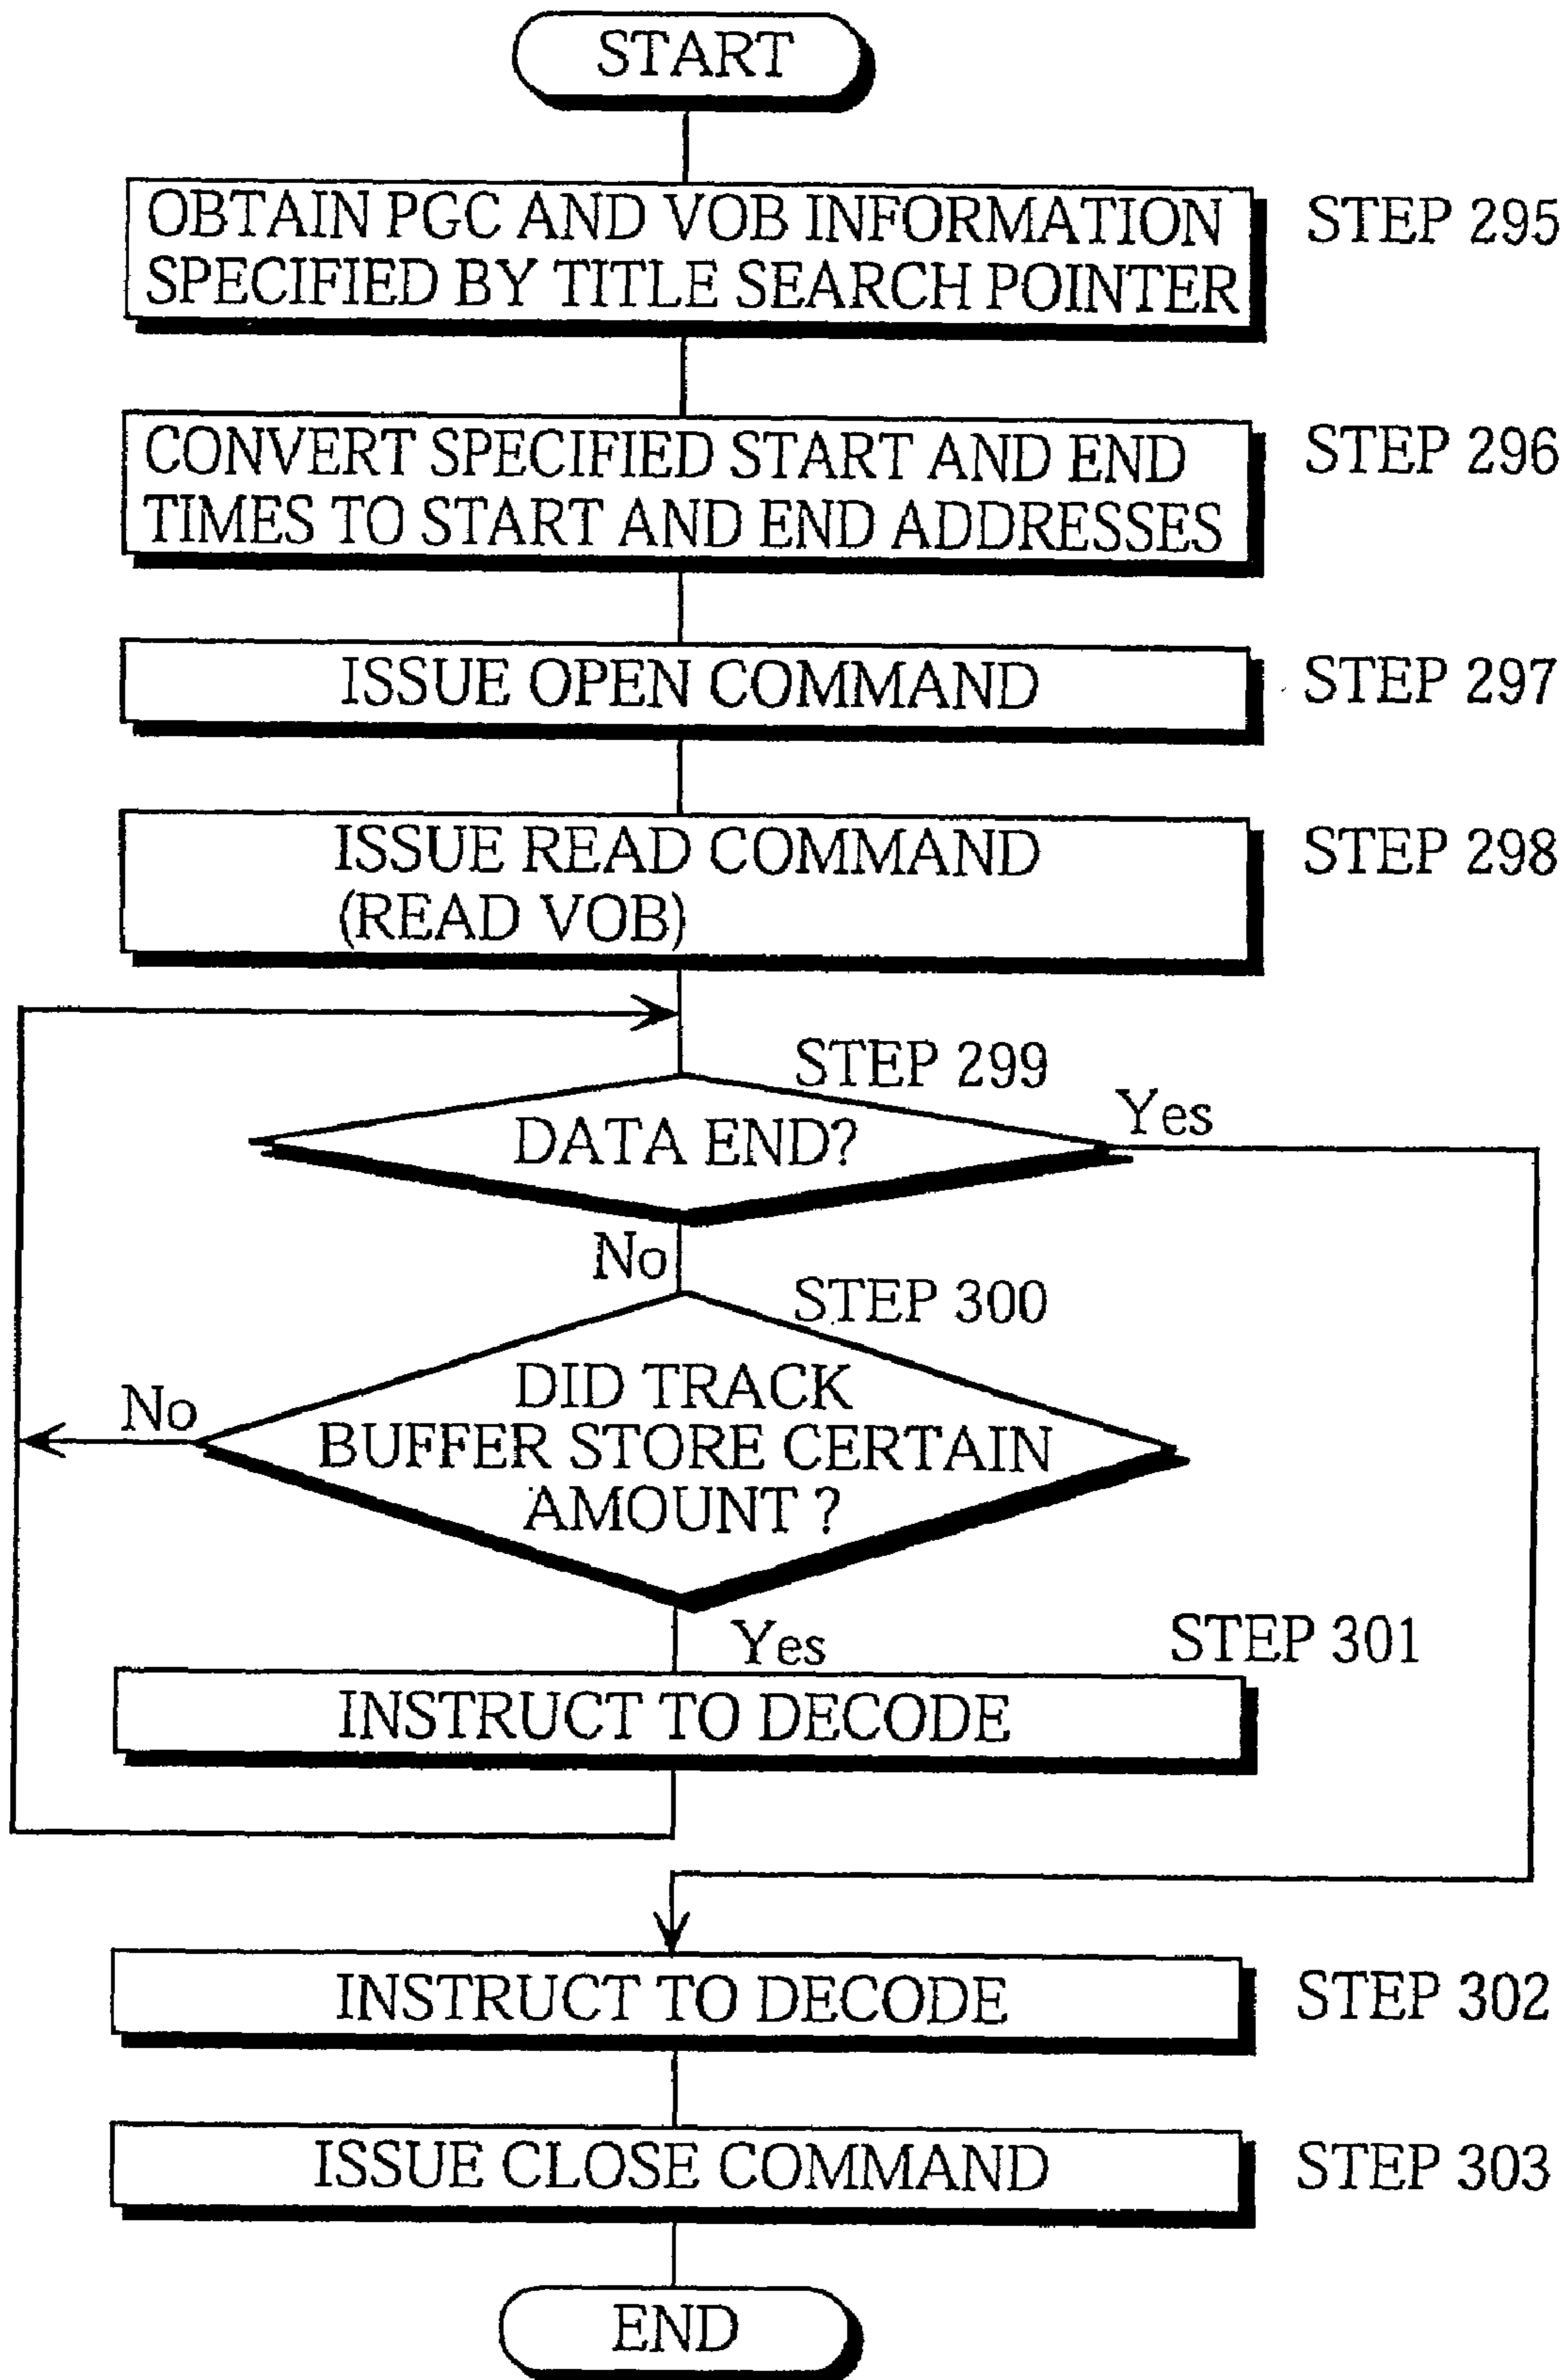 START
OBTAIN PGC AND VOB INFORMATION
SPECIFIED BY TITLE SEARCH POINTER
STEP 295
CONVERT SPECIFIED START AND END
TIMES TO START AND END ADDRESSES
STEP 296
ISSUE OPEN COMMAND
STEP 297
ISSUE READ COMMAND
(READ VOB)
STEP 298
STEP 299
DATA END?
Yes
No
STEP 300
DID TRACK
BUFFER STORE CERTAIN
AMOUNT ?
No
Yes
STEP 301
INSTRUCT TO DECODE
INSTRUCT TO DECODE
STEP 302
ISSUE CLOSE COMMAND
STEP 303
END